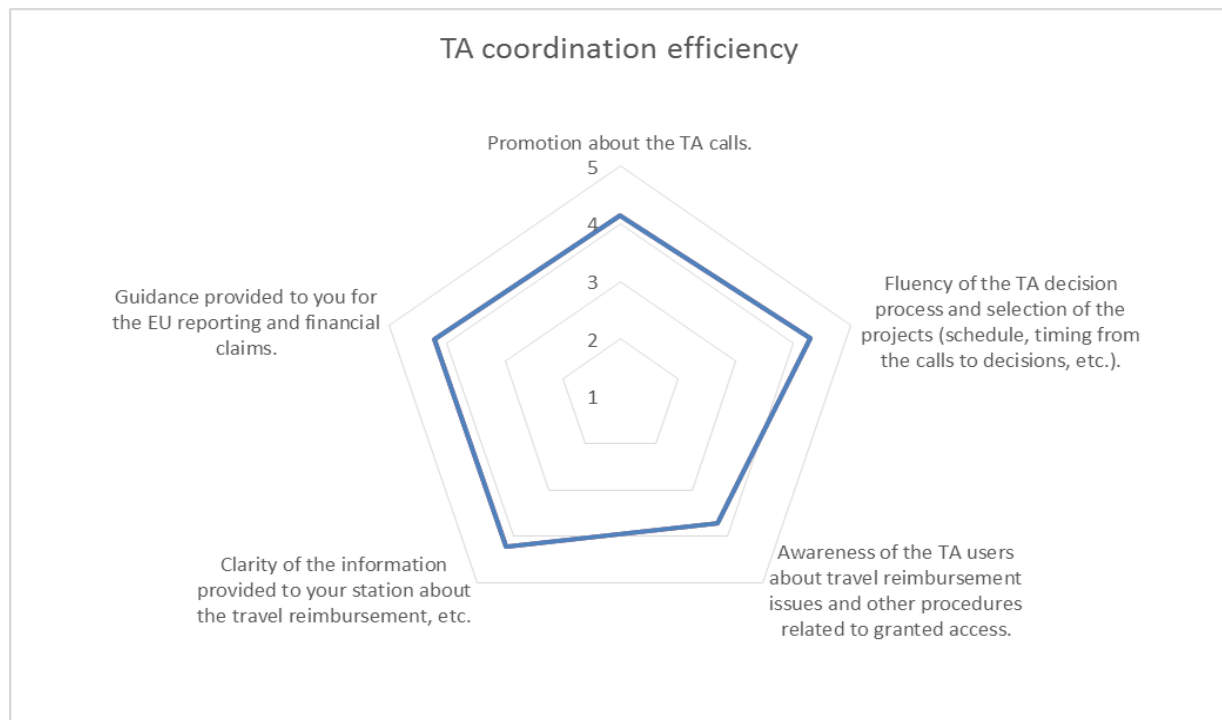 TA coordination efficiency
Promotion about the TA calls.
5
4
3
2
1
Fluency of the TA decision
process and selection of the
projects (schedule, timing from
the calls to decisions, etc.).
Awareness of the TA users
about travel reimbursement
issues and other procedures
related to granted access.
Clarity of the information
provided to your station about
the travel reimbursement, etc.
Guidance provided to you for
the EU reporting and financial
claims.